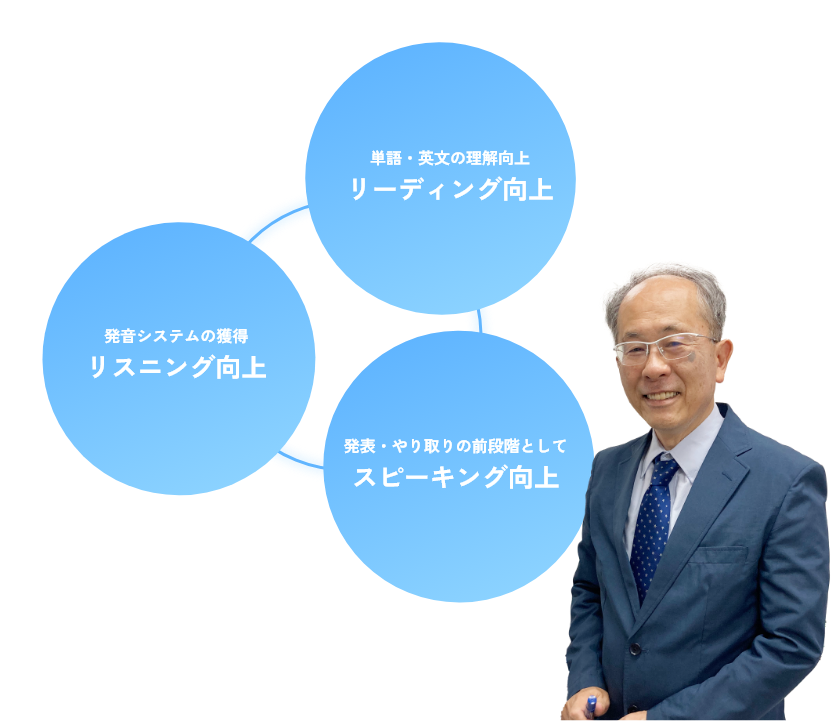 単語・英文の理解向上
リーディング向上
発音システムの獲得
リスニング向上
発表・やり取りの前段階として
スピーキング向上